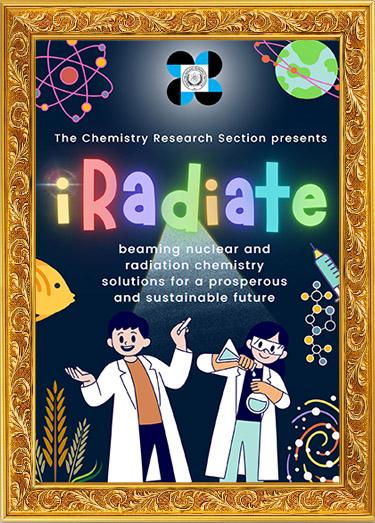 The Chemistry Research Section presents
iRadiate
beaming nuclear and
radiation chemistry
solutions for a prosperous
and sustainable future